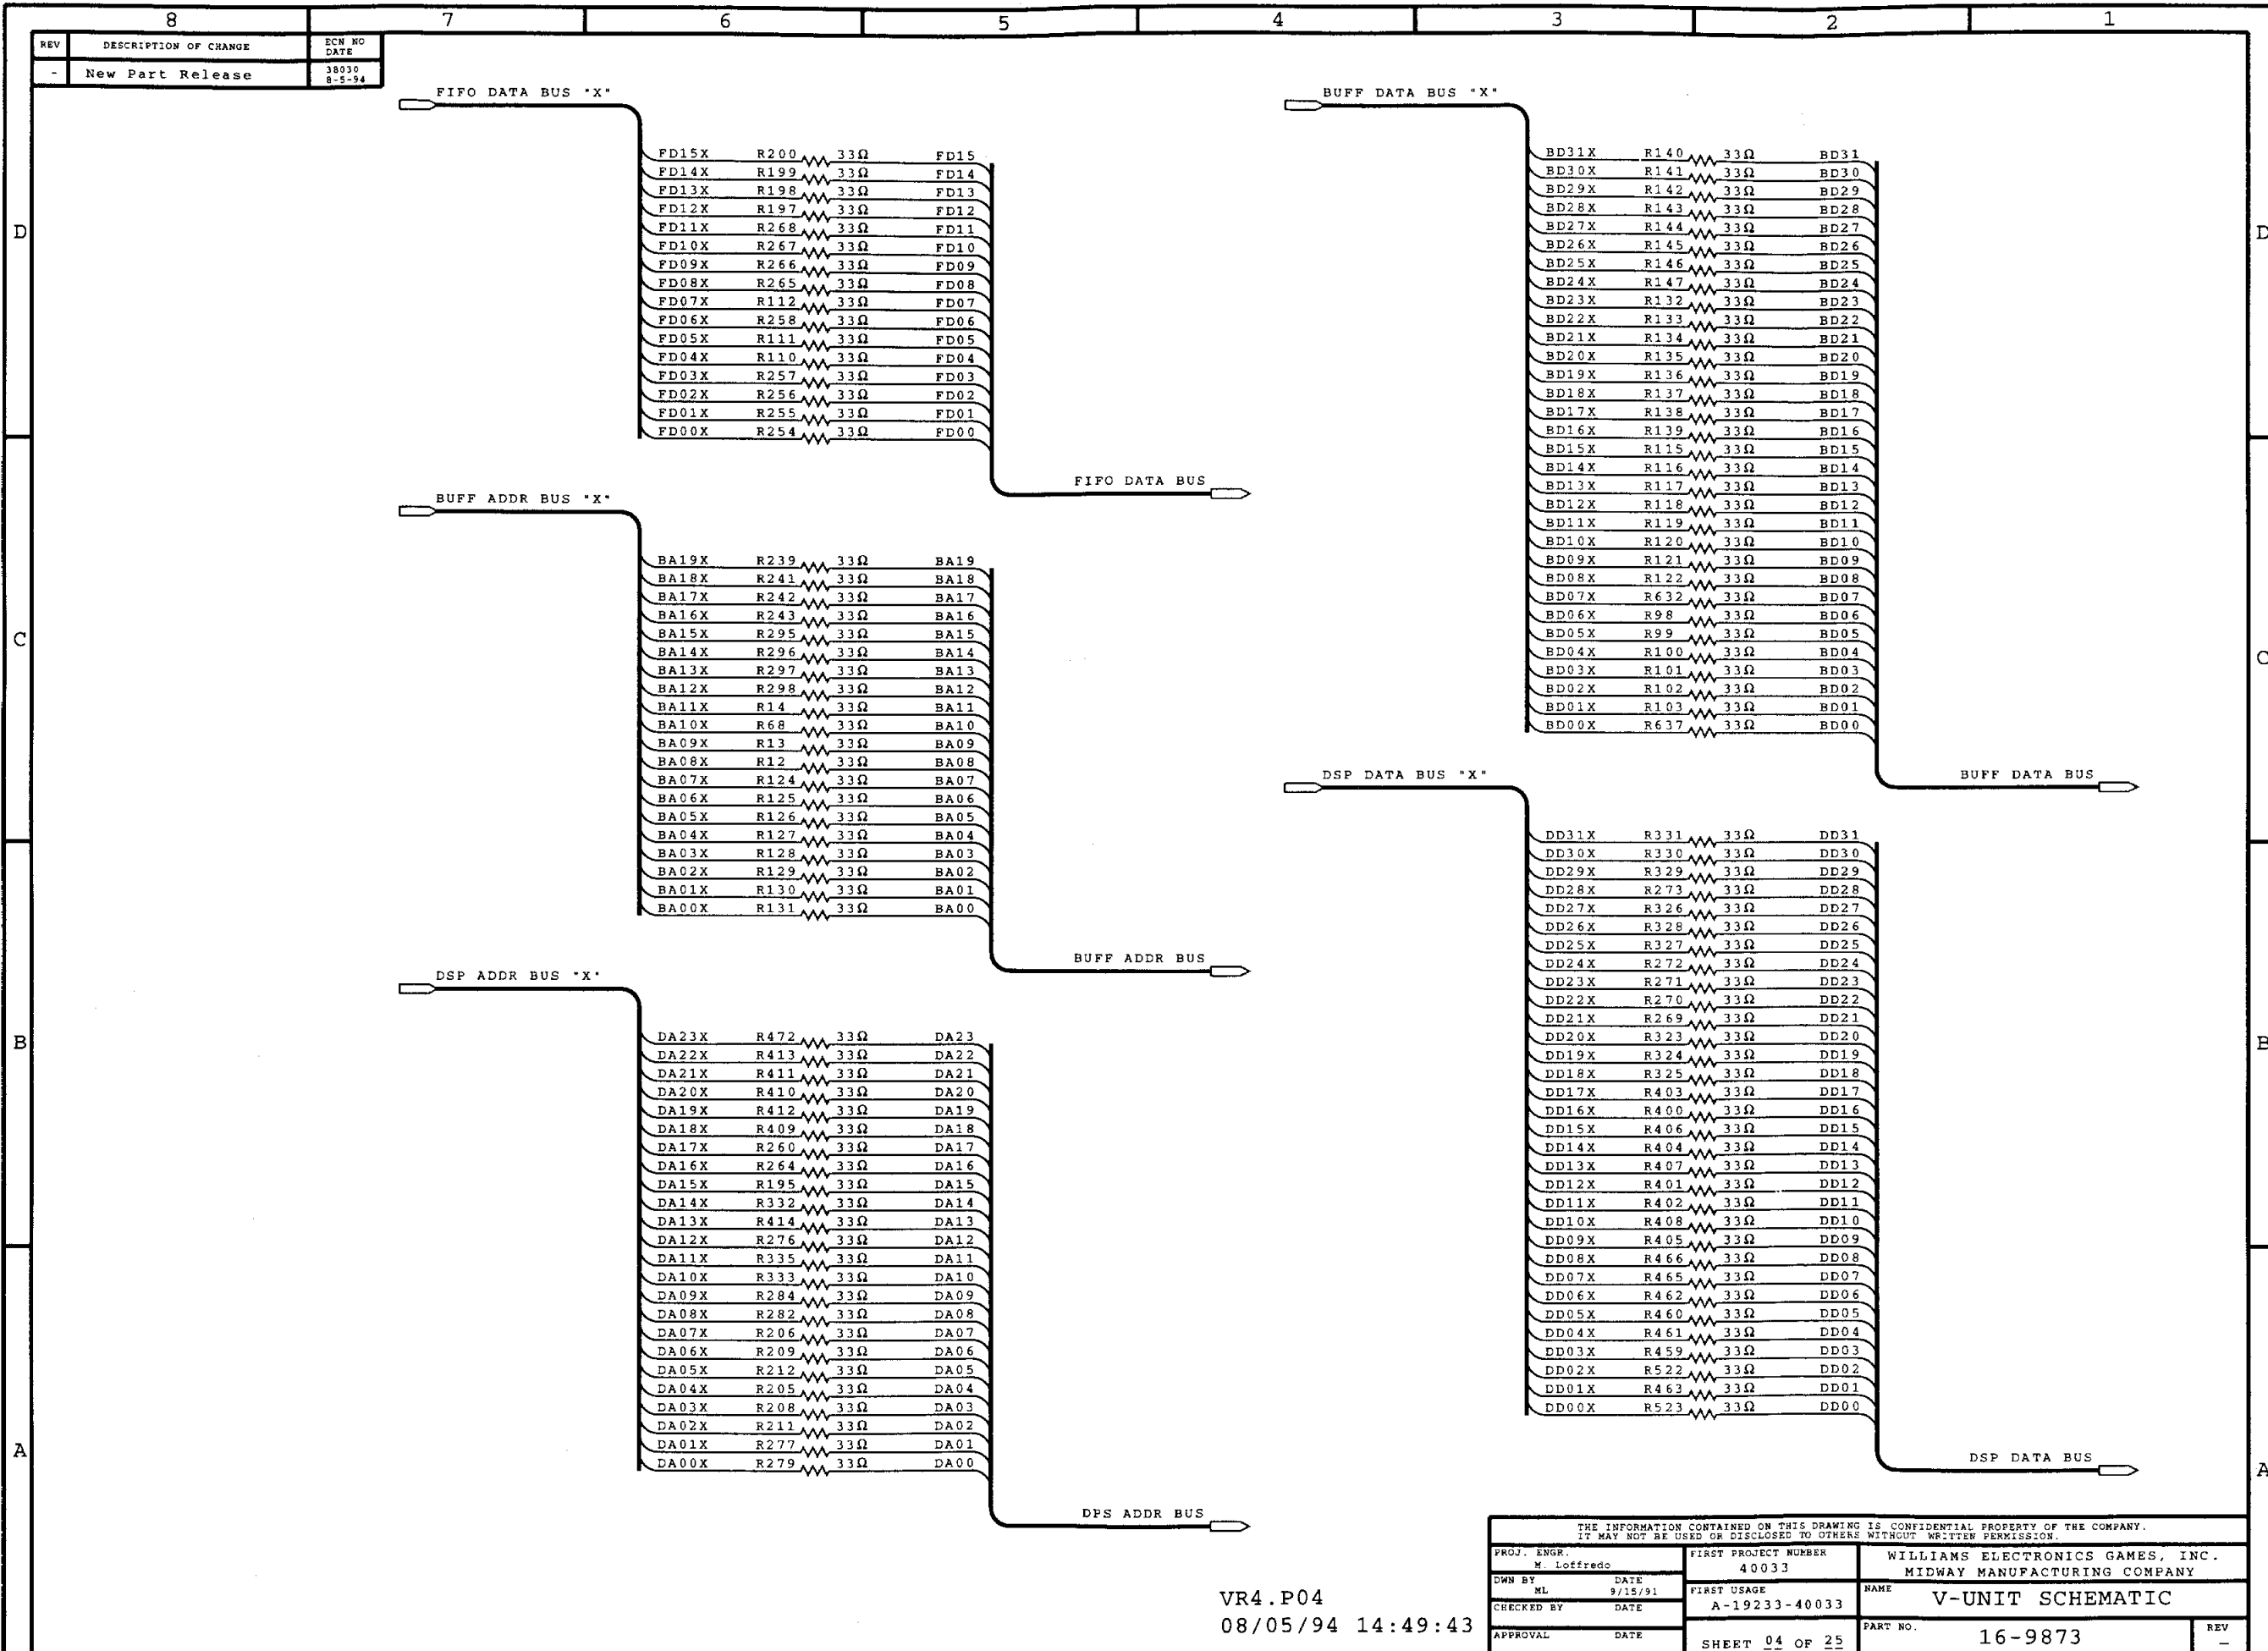 8 7 6 5 4 3 2 1
REV DESCRIPTION OF CHANGE ECN NO DATE
- New Part Release 38030 8-5-94
D
C
B
A
FIFO DATA BUS "X"
FD15X R200 33Ω FD15
FD14X R199 33Ω FD14
FD13X R198 33Ω FD13
FD12X R197 33Ω FD12
FD11X R268 33Ω FD11
FD10X R267 33Ω FD10
FD09X R266 33Ω FD09
FD08X R265 33Ω FD08
FD07X R112 33Ω FD07
FD06X R258 33Ω FD06
FD05X R111 33Ω FD05
FD04X R110 33Ω FD04
FD03X R257 33Ω FD03
FD02X R256 33Ω FD02
FD01X R255 33Ω FD01
FD00X R254 33Ω FD00
FIFO DATA BUS
BUFF ADDR BUS "X"
BA19X R239 33Ω BA19
BA18X R241 33Ω BA18
BA17X R242 33Ω BA17
BA16X R243 33Ω BA16
BA15X R295 33Ω BA15
BA14X R296 33Ω BA14
BA13X R297 33Ω BA13
BA12X R298 33Ω BA12
BA11X R14 33Ω BA11
BA10X R68 33Ω BA10
BA09X R13 33Ω BA09
BA08X R12 33Ω BA08
BA07X R124 33Ω BA07
BA06X R125 33Ω BA06
BA05X R126 33Ω BA05
BA04X R127 33Ω BA04
BA03X R128 33Ω BA03
BA02X R129 33Ω BA02
BA01X R130 33Ω BA01
BA00X R131 33Ω BA00
BUFF ADDR BUS
DSP ADDR BUS "X"
DA23X R472 33Ω DA23
DA22X R413 33Ω DA22
DA21X R411 33Ω DA21
DA20X R410 33Ω DA20
DA19X R412 33Ω DA19
DA18X R409 33Ω DA18
DA17X R260 33Ω DA17
DA16X R264 33Ω DA16
DA15X R195 33Ω DA15
DA14X R332 33Ω DA14
DA13X R414 33Ω DA13
DA12X R276 33Ω DA12
DA11X R335 33Ω DA11
DA10X R333 33Ω DA10
DA09X R284 33Ω DA09
DA08X R282 33Ω DA08
DA07X R206 33Ω DA07
DA06X R209 33Ω DA06
DA05X R212 33Ω DA05
DA04X R205 33Ω DA04
DA03X R208 33Ω DA03
DA02X R211 33Ω DA02
DA01X R277 33Ω DA01
DA00X R279 33Ω DA00
DPS ADDR BUS
BUFF DATA BUS "X"
BD31X R140 33Ω BD31
BD30X R141 33Ω BD30
BD29X R142 33Ω BD29
BD28X R143 33Ω BD28
BD27X R144 33Ω BD27
BD26X R145 33Ω BD26
BD25X R146 33Ω BD25
BD24X R147 33Ω BD24
BD23X R132 33Ω BD23
BD22X R133 33Ω BD22
BD21X R134 33Ω BD21
BD20X R135 33Ω BD20
BD19X R136 33Ω BD19
BD18X R137 33Ω BD18
BD17X R138 33Ω BD17
BD16X R139 33Ω BD16
BD15X R115 33Ω BD15
BD14X R116 33Ω BD14
BD13X R117 33Ω BD13
BD12X R118 33Ω BD12
BD11X R119 33Ω BD11
BD10X R120 33Ω BD10
BD09X R121 33Ω BD09
BD08X R122 33Ω BD08
BD07X R632 33Ω BD07
BD06X R98 33Ω BD06
BD05X R99 33Ω BD05
BD04X R100 33Ω BD04
BD03X R101 33Ω BD03
BD02X R102 33Ω BD02
BD01X R103 33Ω BD01
BD00X R637 33Ω BD00
BUFF DATA BUS
DSP DATA BUS "X"
DD31X R331 33Ω DD31
DD30X R330 33Ω DD30
DD29X R329 33Ω DD29
DD28X R273 33Ω DD28
DD27X R326 33Ω DD27
DD26X R328 33Ω DD26
DD25X R327 33Ω DD25
DD24X R272 33Ω DD24
DD23X R271 33Ω DD23
DD22X R270 33Ω DD22
DD21X R269 33Ω DD21
DD20X R323 33Ω DD20
DD19X R324 33Ω DD19
DD18X R325 33Ω DD18
DD17X R403 33Ω DD17
DD16X R400 33Ω DD16
DD15X R406 33Ω DD15
DD14X R404 33Ω DD14
DD13X R407 33Ω DD13
DD12X R401 33Ω DD12
DD11X R402 33Ω DD11
DD10X R408 33Ω DD10
DD09X R405 33Ω DD09
DD08X R466 33Ω DD08
DD07X R465 33Ω DD07
DD06X R462 33Ω DD06
DD05X R460 33Ω DD05
DD04X R461 33Ω DD04
DD03X R459 33Ω DD03
DD02X R522 33Ω DD02
DD01X R463 33Ω DD01
DD00X R523 33Ω DD00
DSP DATA BUS
D
C
B
A
VR4.P04
08/05/94 14:49:43
THE INFORMATION CONTAINED ON THIS DRAWING IS CONFIDENTIAL PROPERTY OF THE COMPANY.
IT MAY NOT BE USED OR DISCLOSED TO OTHERS WITHOUT WRITTEN PERMISSION.
PROJ. ENGR.
M. Loffredo
DWN BY DATE
ML 9/15/91
CHECKED BY DATE
APPROVAL DATE
FIRST PROJECT NUMBER
40033
FIRST USAGE
A-19233-40033
SHEET 04 OF 25
WILLIAMS ELECTRONICS GAMES, INC.
MIDWAY MANUFACTURING COMPANY
NAME
V-UNIT SCHEMATIC
PART NO.
16-9873
REV
-